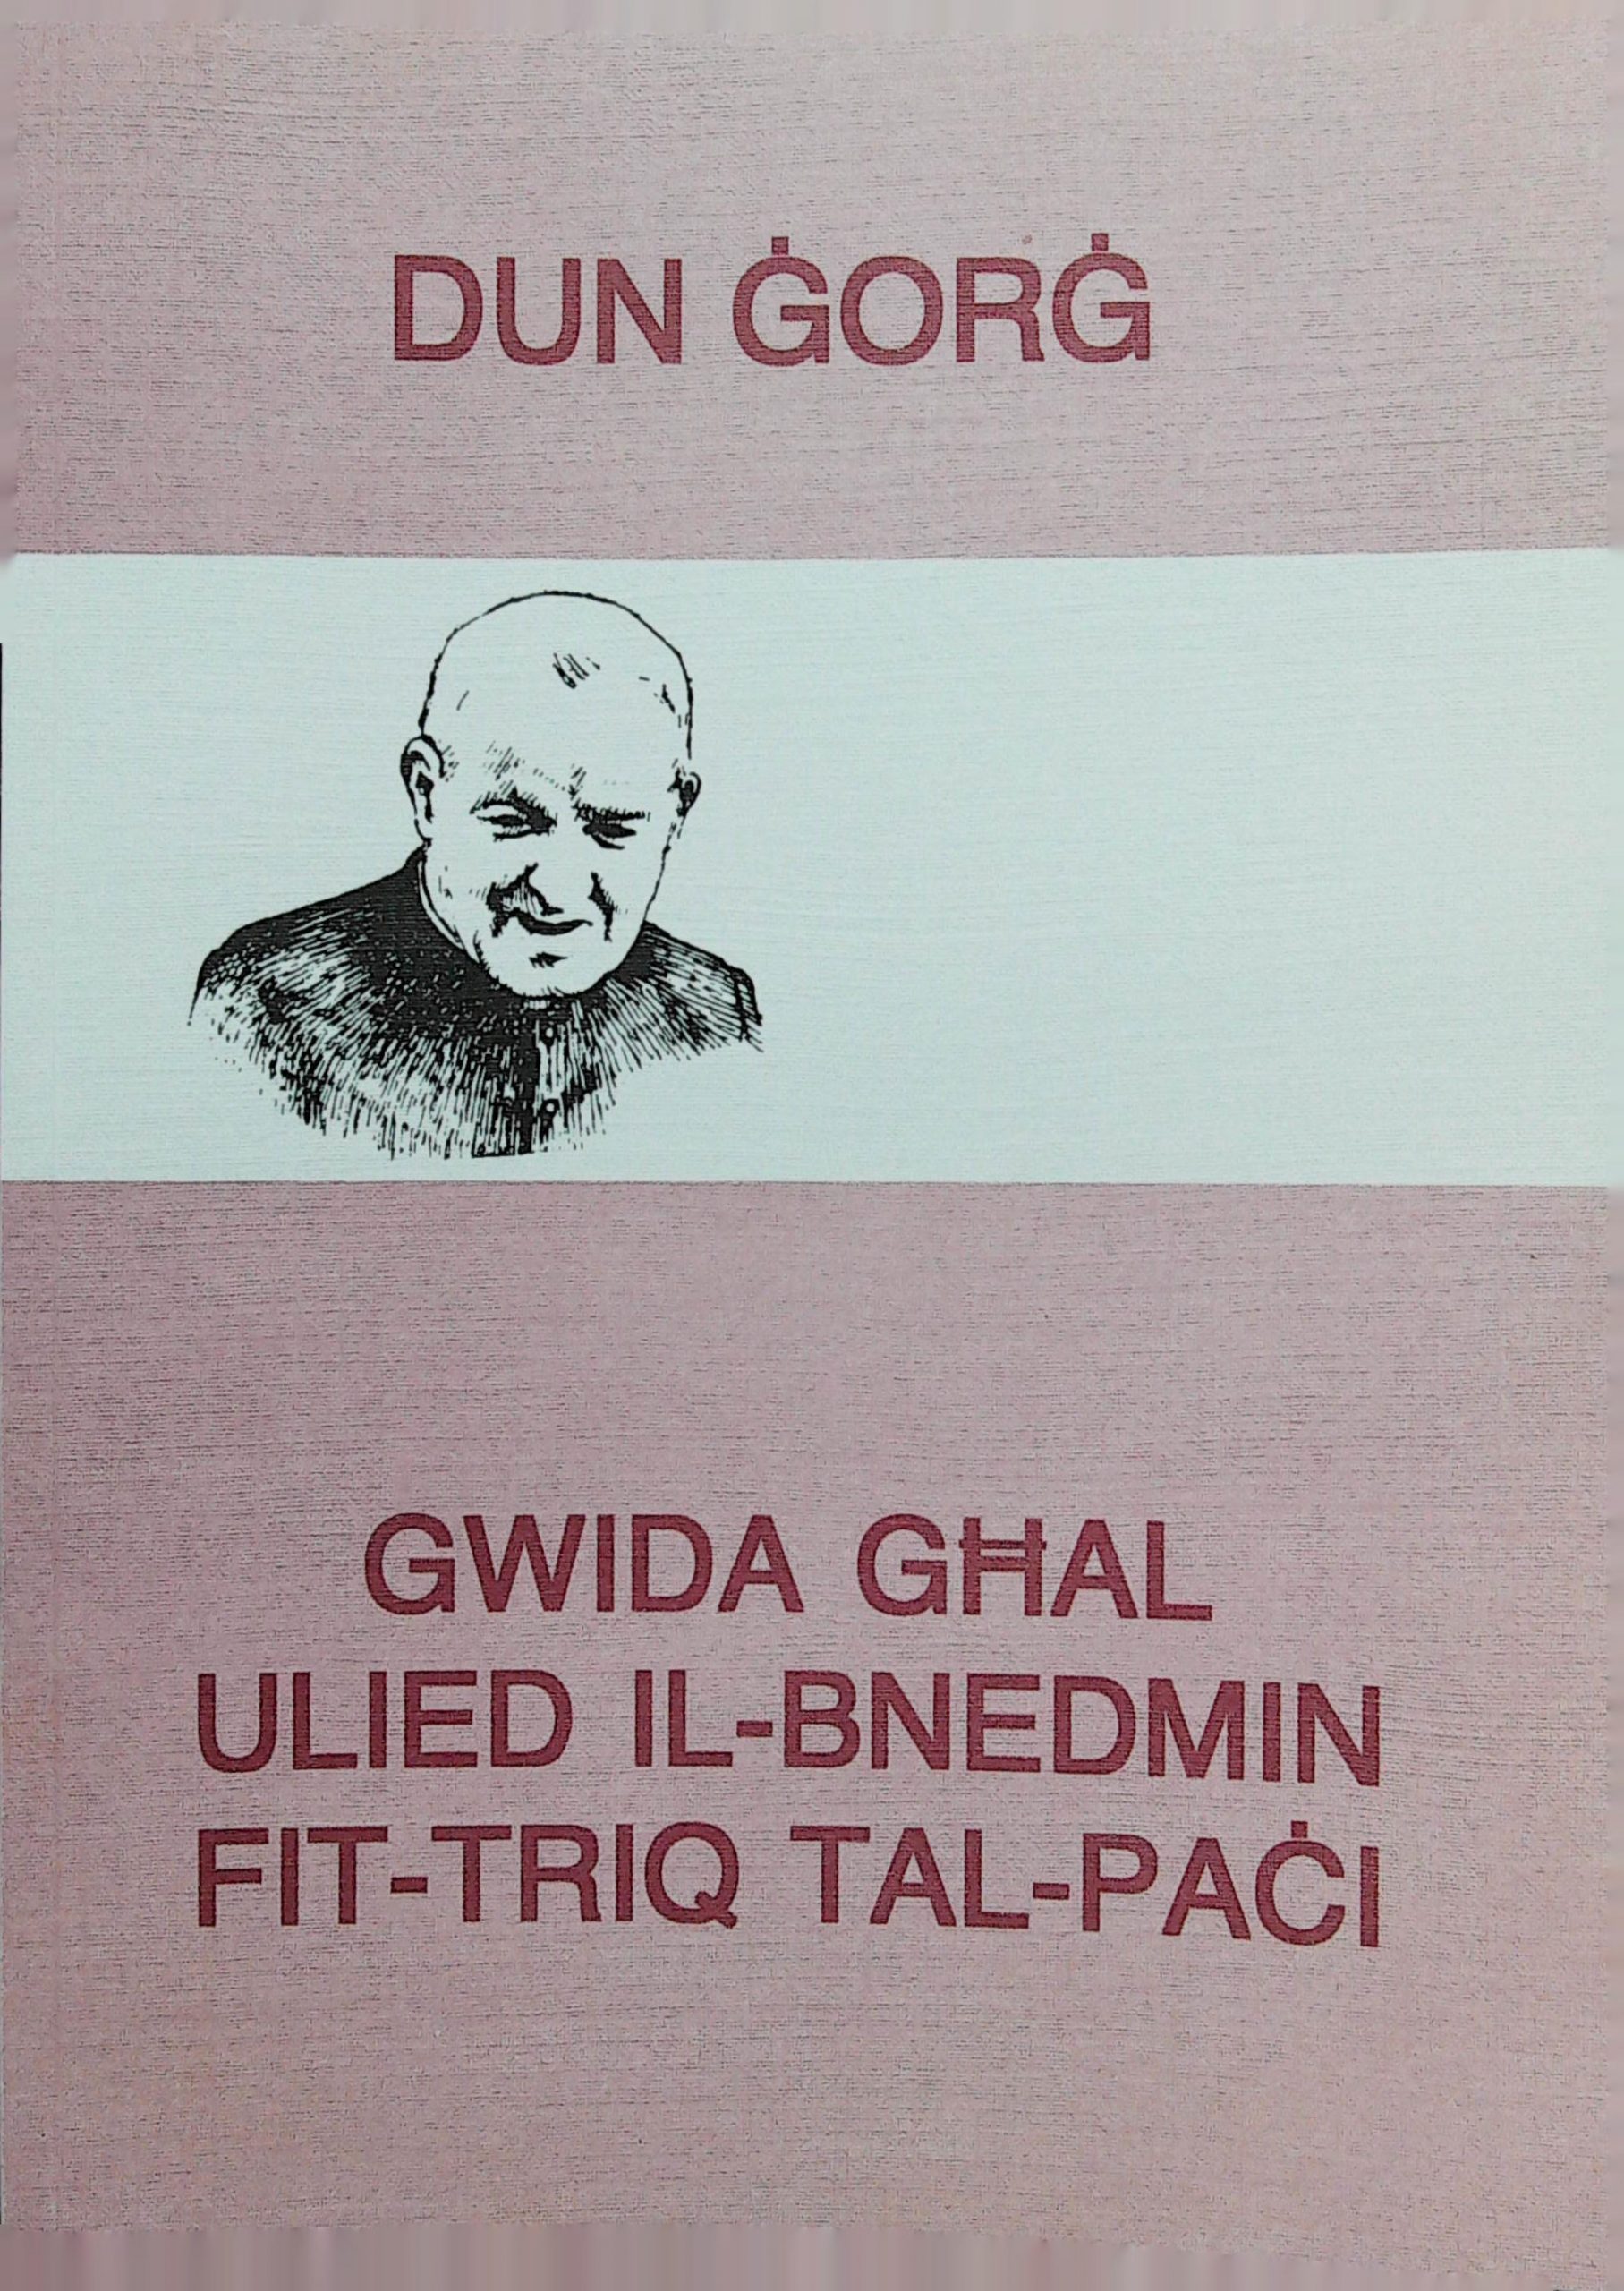 DUN ĠORĠ
GWIDA GĦAL
ULIED IL-BNEDMIN
FIT-TRIQ TAL-PAĊI